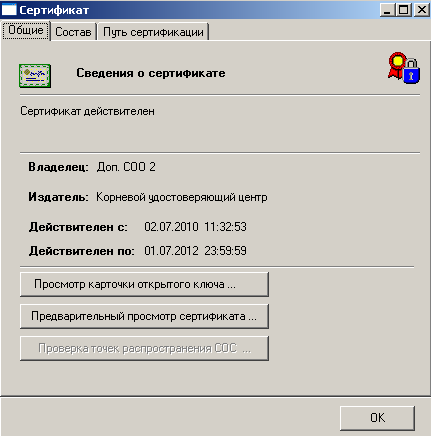 Сертификат
Общие Состав Путь сертификации
Сведения о сертификате
Сертификат действителен
Владелец: Доп. СОО 2
Издатель: Корневой удостоверяющий центр
Действителен с: 02.07.2010 11:32:53
Действителен по: 01.07.2012 23:59:59
Просмотр карточки открытого ключа ...
Предварительный просмотр сертификата ...
Проверка точек распространения СОС ...
OK